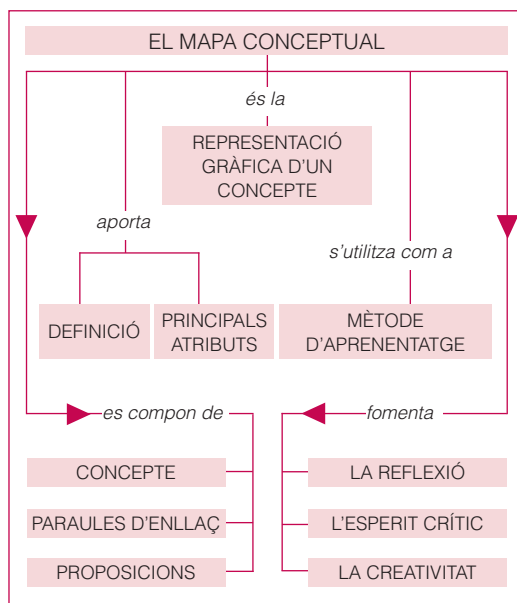 EL MAPA CONCEPTUAL
és la
REPRESENTACIÓ
GRÀFICA D'UN
CONCEPTE
aporta
s'utilitza com a
DEFINICIÓ
PRINCIPALS
ATRIBUTS
MÈTODE
D'APRENENTATGE
es compon de
fomenta
CONCEPTE
LA REFLEXIÓ
PARAULES D'ENLLAÇ
L'ESPERIT CRÍTIC
PROPOSICIONS
LA CREATIVITAT